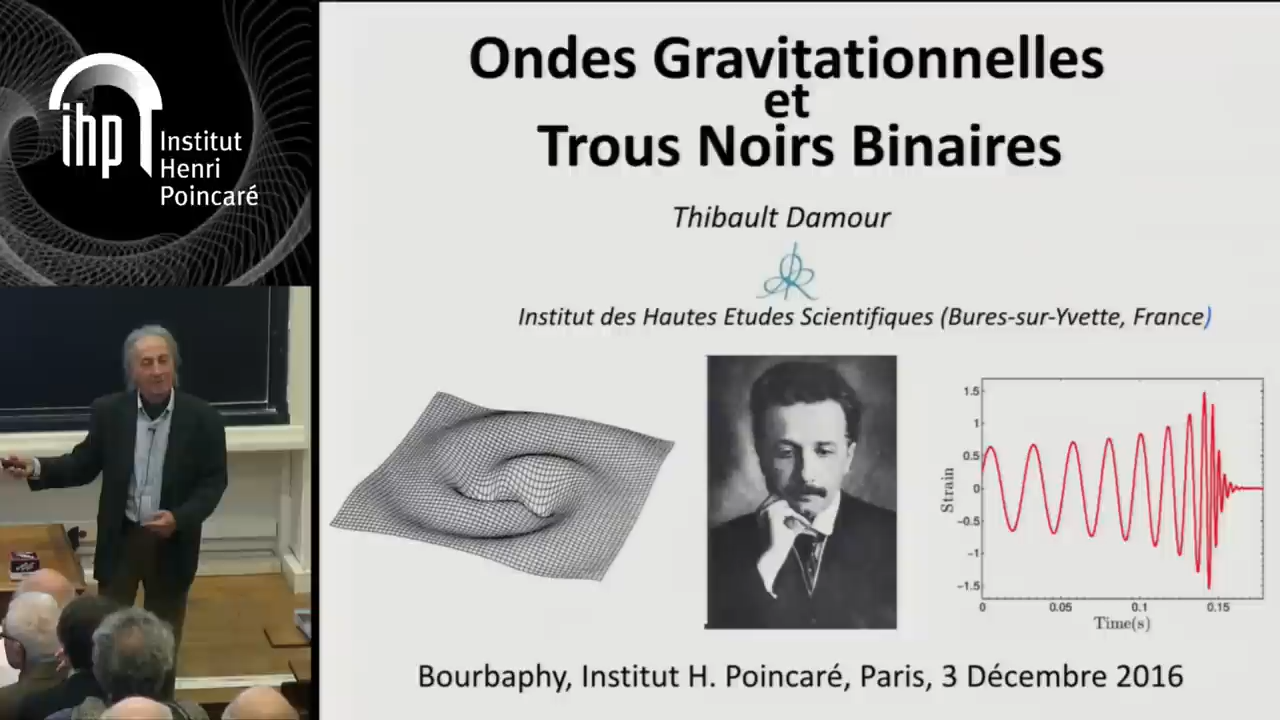 ihp Institut
Henri
Poincaré
Ondes Gravitationnelles
et
Trous Noirs Binaires
Thibault Damour
Institut des Hautes Etudes Scientifiques (Bures-sur-Yvette, France)
1.5
1
0.5
0
−0.5
−1
−1.5
Strain
0 0.05 0.1 0.15
Time(s)
Bourbaphy, Institut H. Poincaré, Paris, 3 Décembre 2016